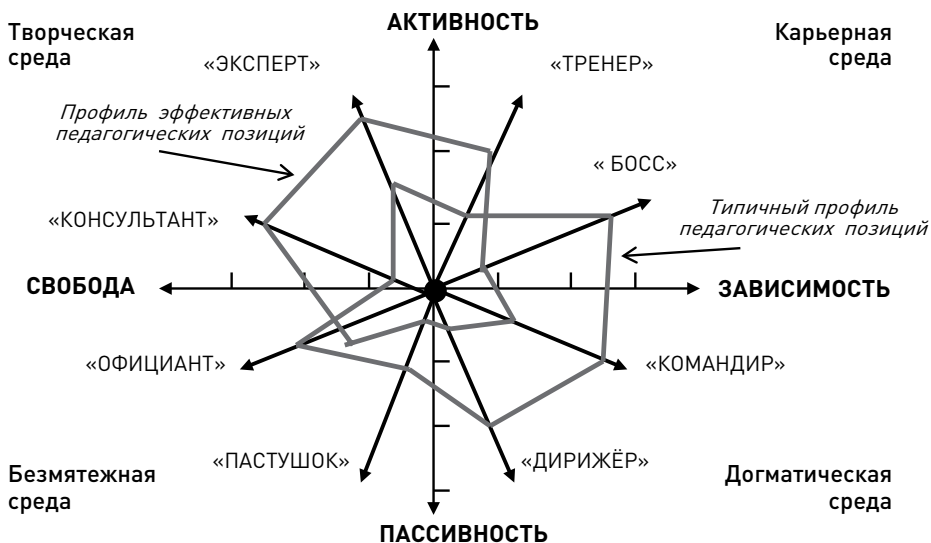 АКТИВНОСТЬ
Творческая
среда
Карьерная
среда
«ЭКСПЕРТ»
«ТРЕНЕР»
Профиль эффективных
педагогических позиций
« БОСС»
«КОНСУЛЬТАНТ»
Типичный профиль
педагогических позиций
СВОБОДА
ЗАВИСИМОСТЬ
«ОФИЦИАНТ»
«КОМАНДИР»
«ПАСТУШОК»
«ДИРИЖЁР»
Безмятежная
среда
Догматическая
среда
ПАССИВНОСТЬ